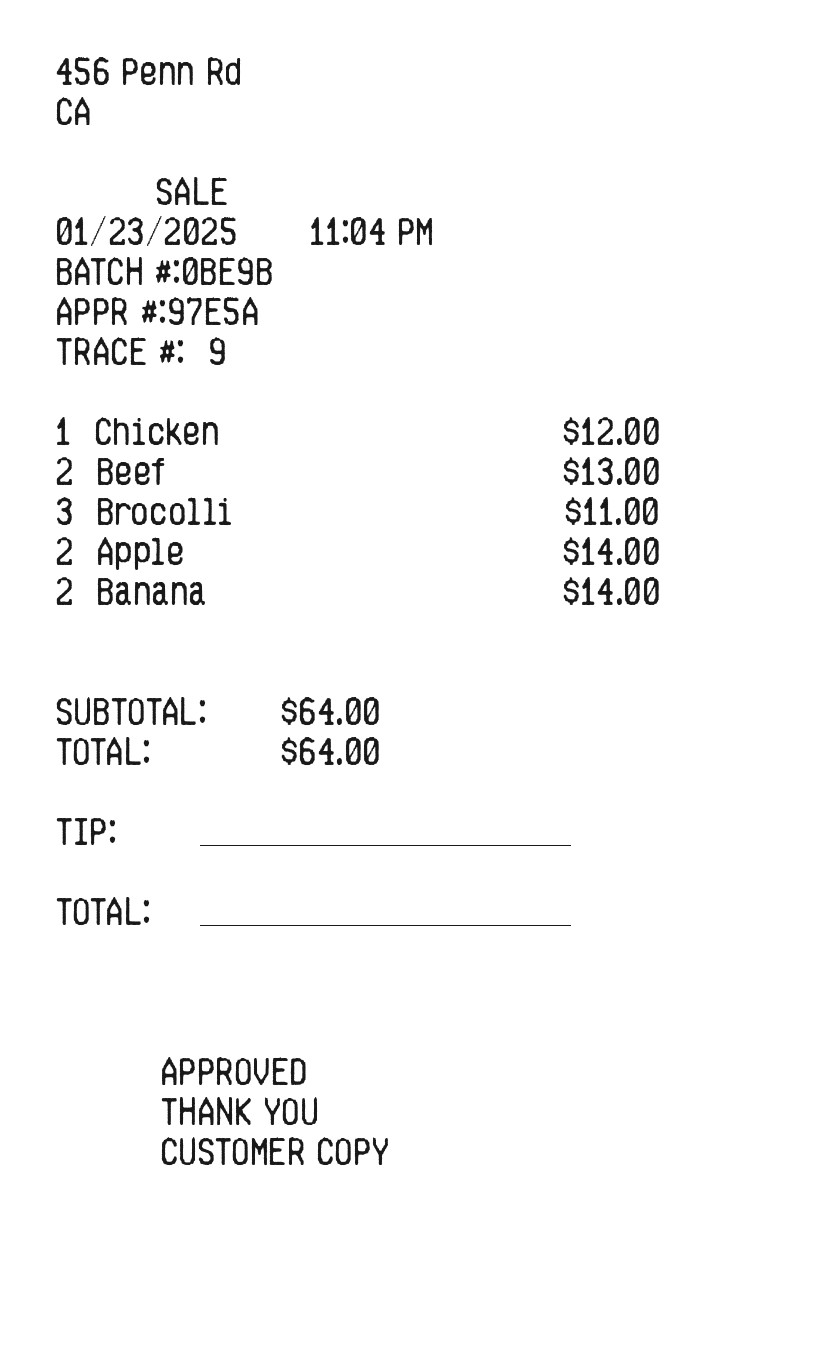 456 Penn Rd
CA
SALE
01/23/2025 11:04 PM
BATCH #:0BE9B
APPR #:97E5A
TRACE #: 9
1 Chicken $12.00
2 Beef $13.00
3 Brocolli $11.00
2 Apple $14.00
2 Banana $14.00
SUBTOTAL: $64.00
TOTAL: $64.00
TIP:
TOTAL:
APPROVED
THANK YOU
CUSTOMER COPY